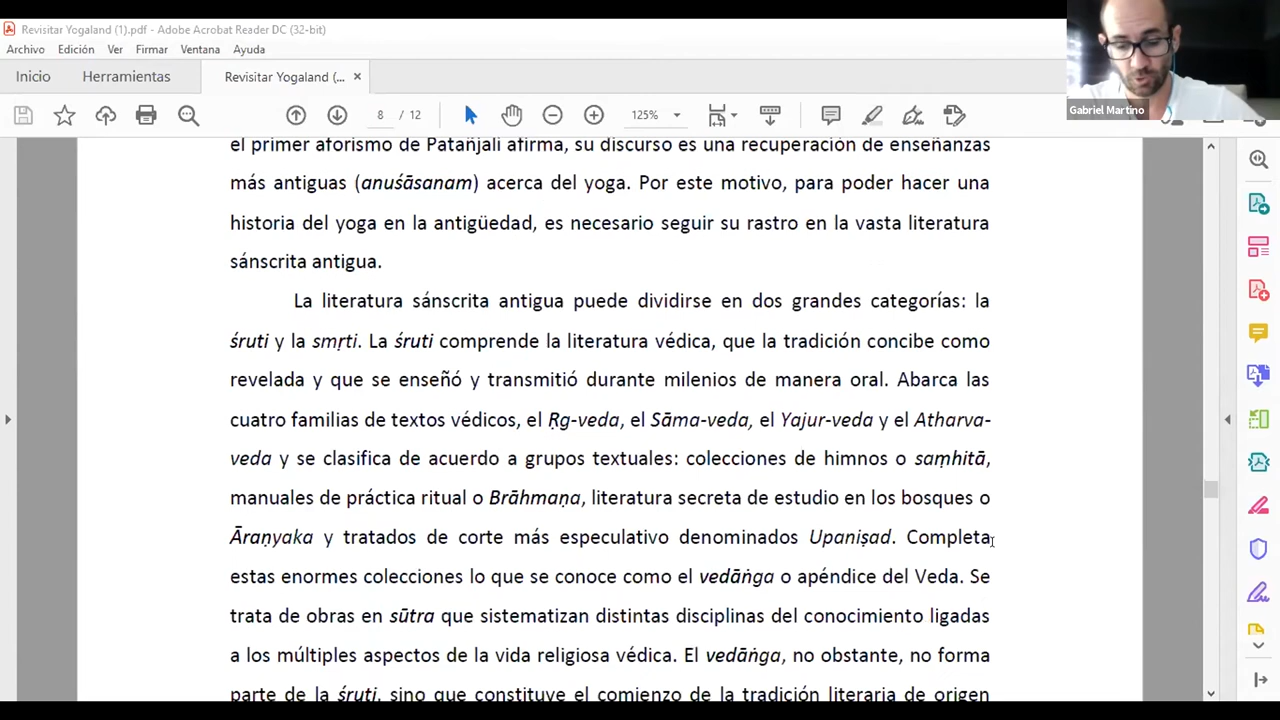 Revisitar Yogaland (1).pdf - Adobe Acrobat Reader DC (32-bit)
Archivo Edición Ver Firmar Ventana Ayuda
Inicio Herramientas Revisitar Yogaland (... ×
8 / 12 125%
Gabriel Martino
el primer aforismo de Patañjali afirma, su discurso es una recuperación de enseñanzas
más antiguas (anuśāsanam) acerca del yoga. Por este motivo, para poder hacer una
historia del yoga en la antigüedad, es necesario seguir su rastro en la vasta literatura
sánscrita antigua.
La literatura sánscrita antigua puede dividirse en dos grandes categorías: la
śruti y la smṛti. La śruti comprende la literatura védica, que la tradición concibe como
revelada y que se enseñó y transmitió durante milenios de manera oral. Abarca las
cuatro familias de textos védicos, el Ṛg-veda, el Sāma-veda, el Yajur-veda y el Atharva-
veda y se clasifica de acuerdo a grupos textuales: colecciones de himnos o saṃhitā,
manuales de práctica ritual o Brāhmaṇa, literatura secreta de estudio en los bosques o
Āraṇyaka y tratados de corte más especulativo denominados Upaniṣad. Completa
estas enormes colecciones lo que se conoce como el vedāṅga o apéndice del Veda. Se
trata de obras en sūtra que sistematizan distintas disciplinas del conocimiento ligadas
a los múltiples aspectos de la vida religiosa védica. El vedāṅga, no obstante, no forma
parte de la śruti, sino que constituye el comienzo de la tradición literaria de origen